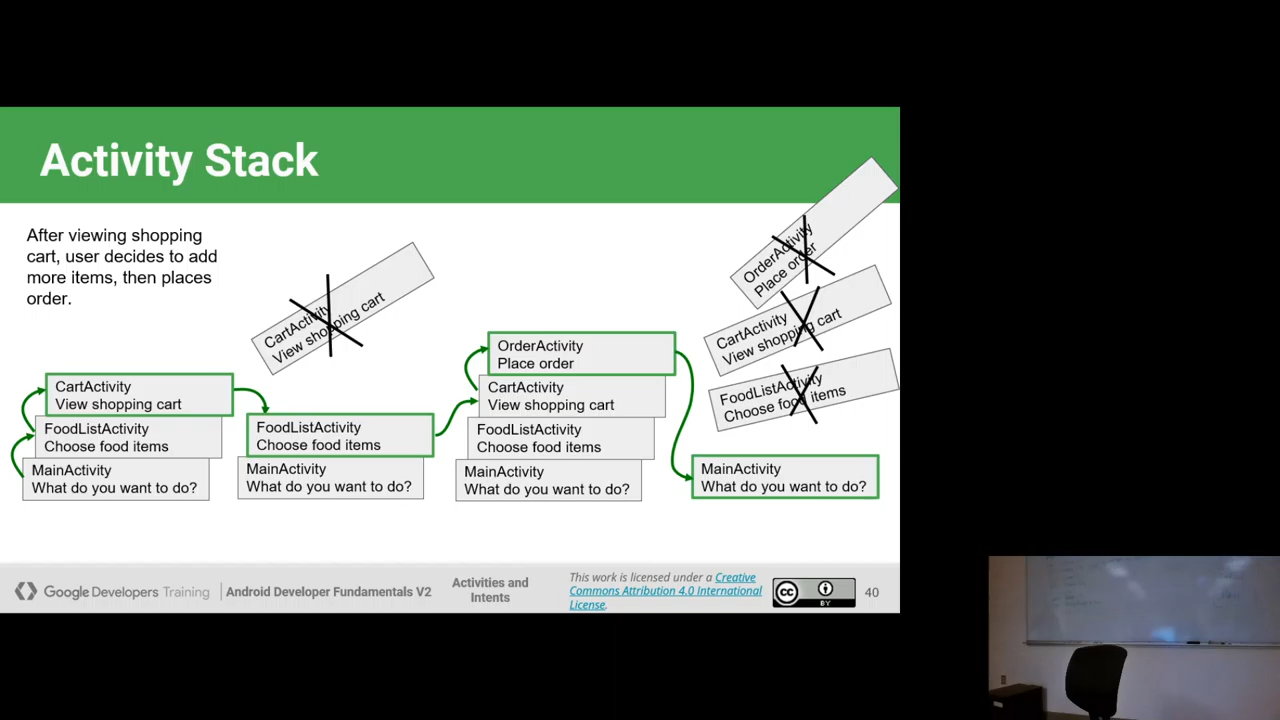 Activity Stack
After viewing shopping
cart, user decides to add
more items, then places
order.
CartActivity
View shopping cart
FoodListActivity
Choose food items
MainActivity
What do you want to do?
CartActivity
View shopping cart
FoodListActivity
Choose food items
MainActivity
What do you want to do?
OrderActivity
Place order
CartActivity
View shopping cart
FoodListActivity
Choose food items
MainActivity
What do you want to do?
OrderActivity
Place order
CartActivity
View shopping cart
FoodListActivity
Choose food items
MainActivity
What do you want to do?
Google Developers Training
Android Developer Fundamentals V2
Activities and
Intents
This work is licensed under a Creative
Commons Attribution 4.0 International
License.
cc
BY
40